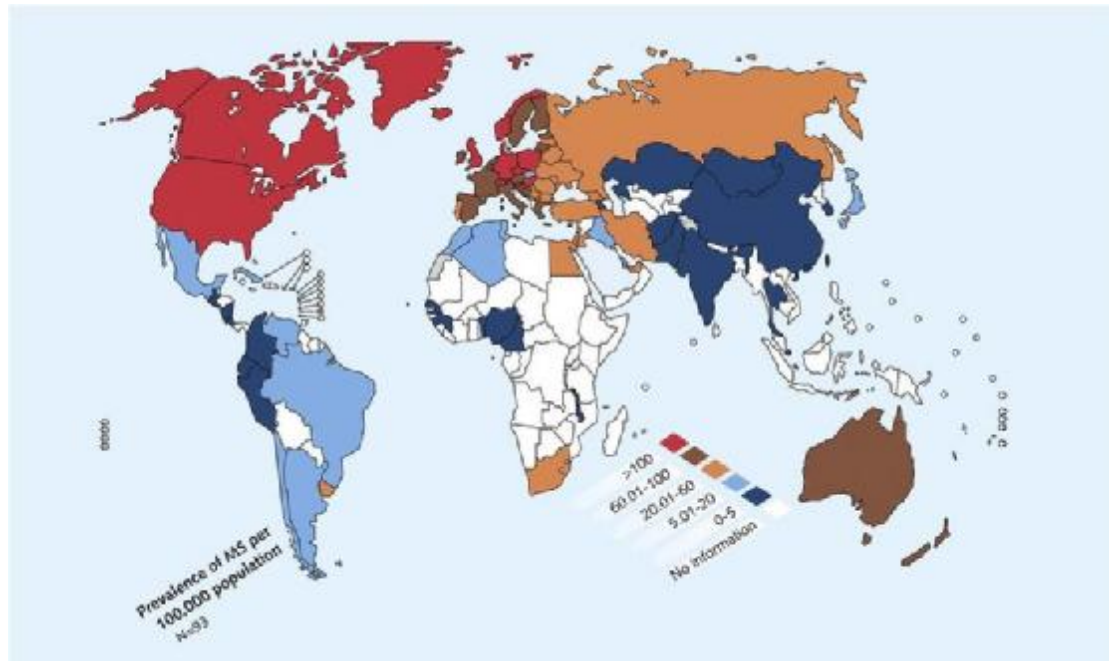 >100
60.01-100
20.01-60
5.01-20
0-5
No information
Prevalence of MS per
100,000 population
N=93